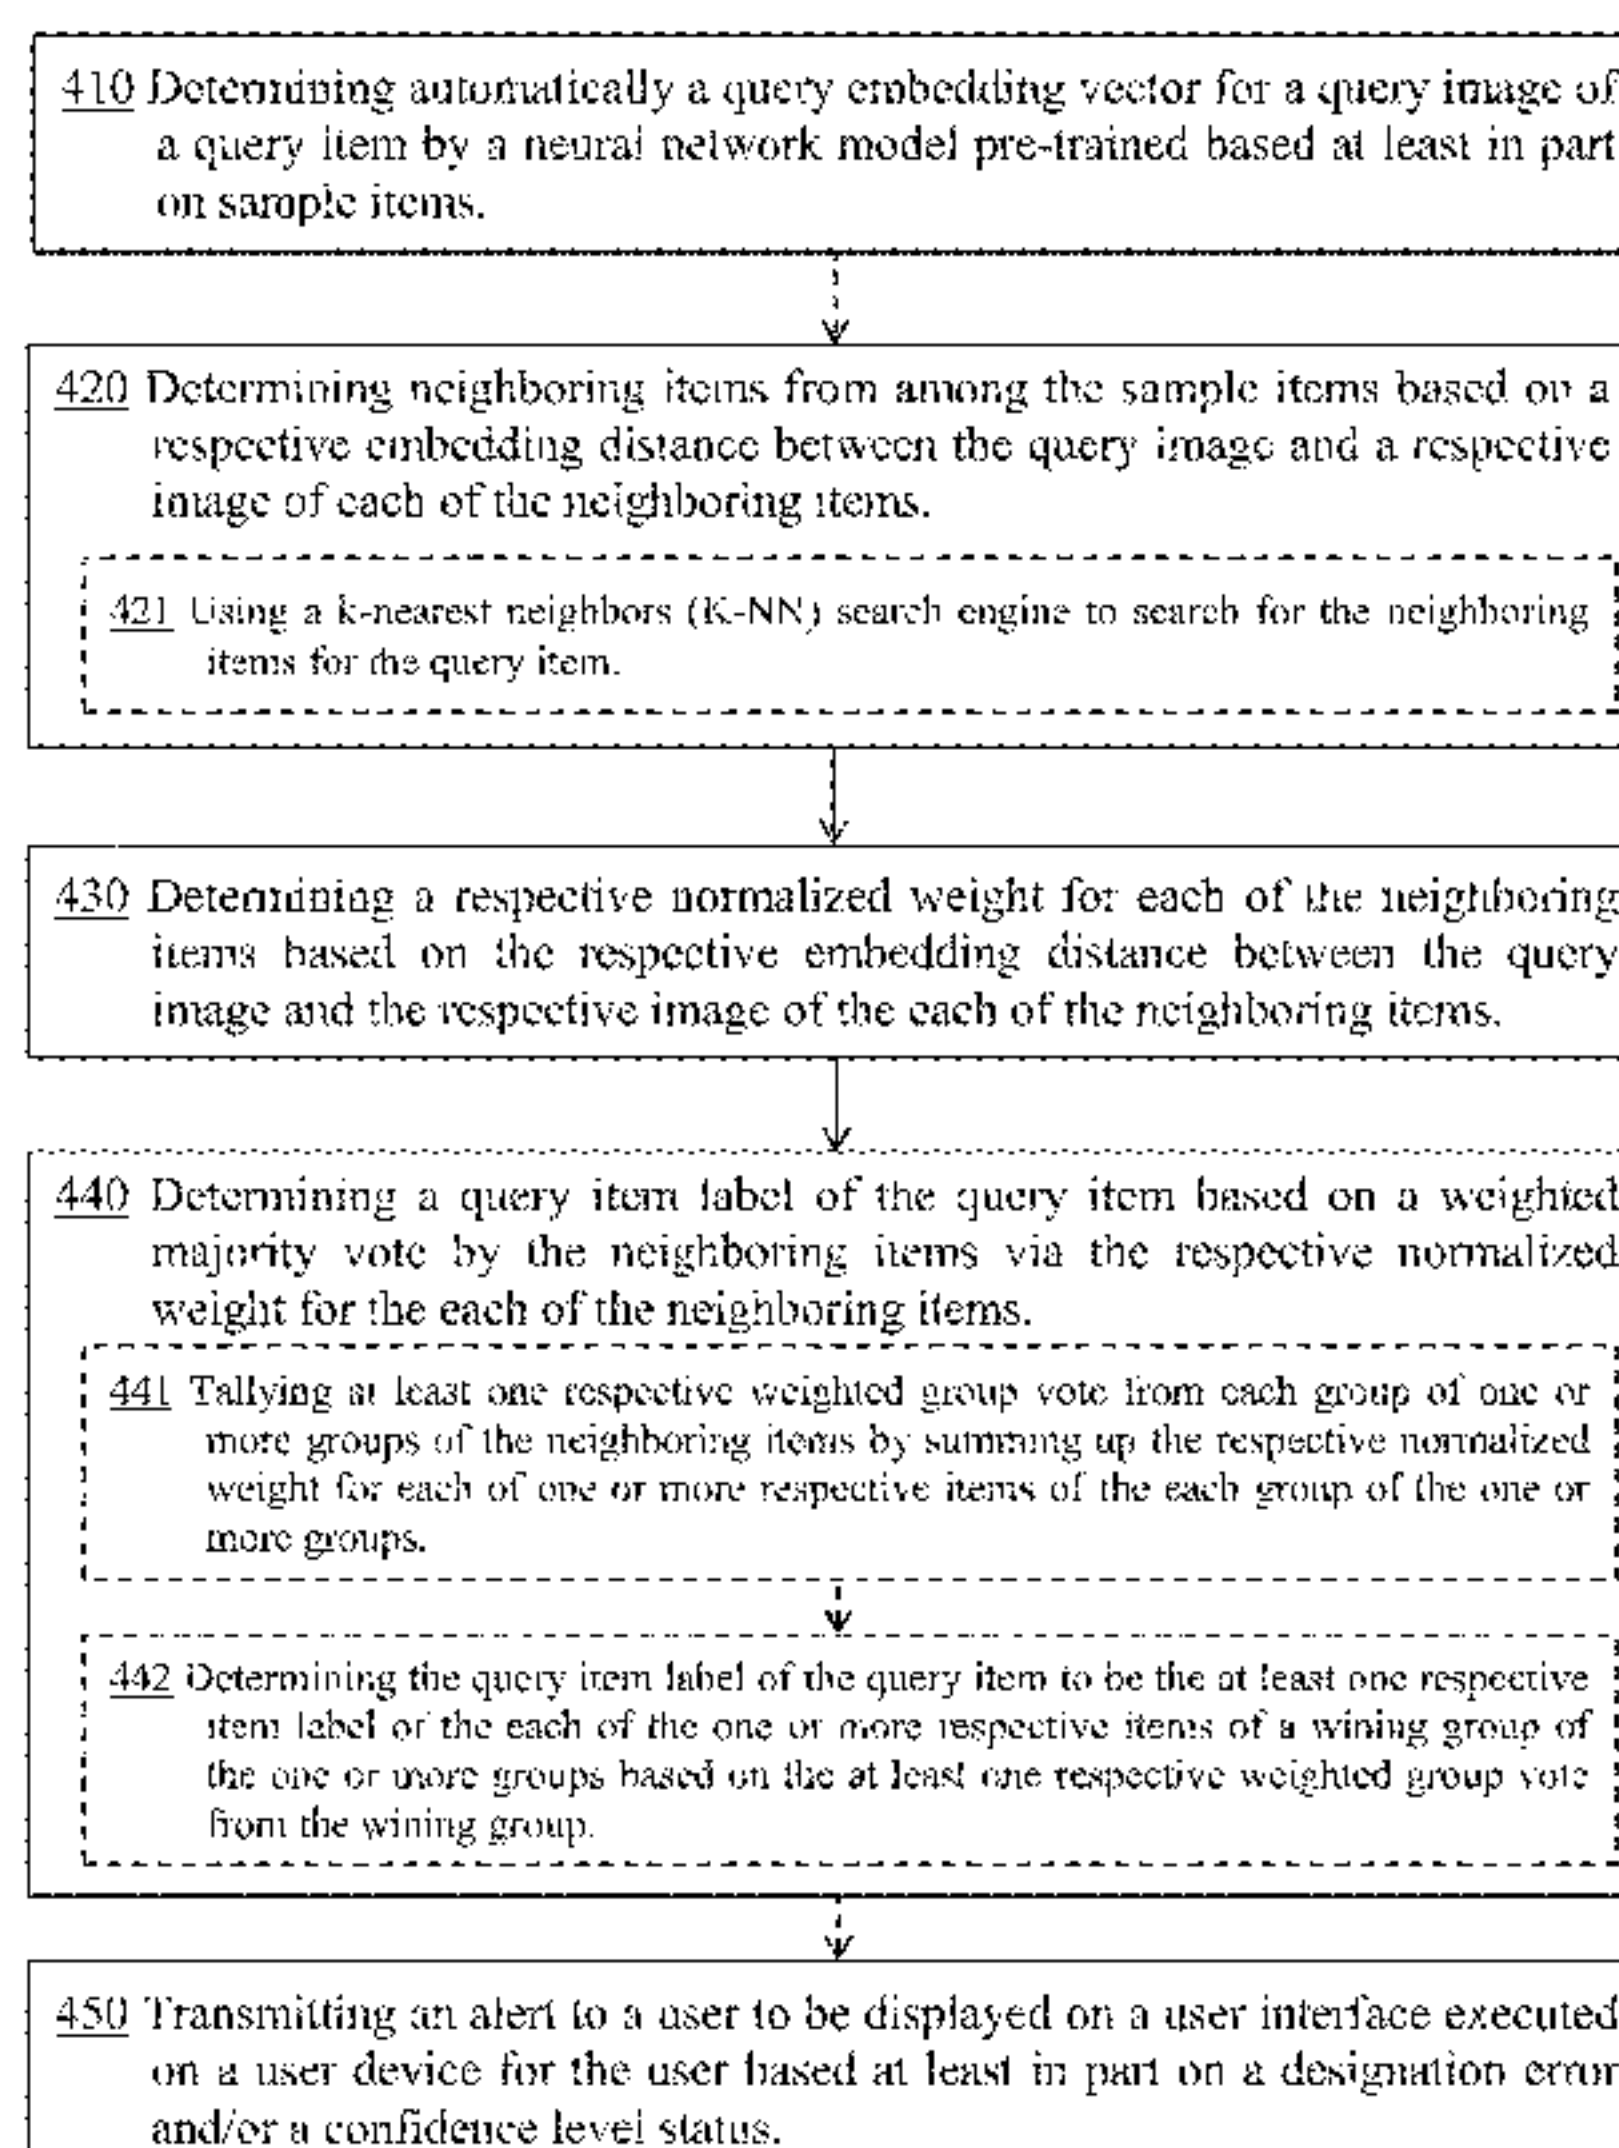 410 Determining automatically a query embedding vector for a query image of
a query item by a neural network model pre-trained based at least in part
on sample items.
420 Determining neighboring items from among the sample items based on a
respective embedding distance between the query image and a respective
image of each of the neighboring items.
421 Using a k-nearest neighbors (K-NN) search engine to search for the neighboring
items for the query item.
430 Determining a respective normalized weight for each of the neighboring
items based on the respective embedding distance between the query
image and the respective image of the each of the neighboring items.
440 Determining a query item label of the query item based on a weighted
majority vote by the neighboring items via the respective normalized
weight for the each of the neighboring items.
441 Tallying at least one respective weighted group vote from each group of one or
more groups of the neighboring items by summing up the respective normalized
weight for each of one or more respective items of the each group of the one or
more groups.
442 Determining the query item label of the query item to be the at least one respective
item label of the each of the one or more respective items of a wining group of
the one or more groups based on the at least one respective weighted group vote
from the wining group.
450 Transmitting an alert to a user to be displayed on a user interface executed
on a user device for the user based at least in part on a designation error
and/or a confidence level status.